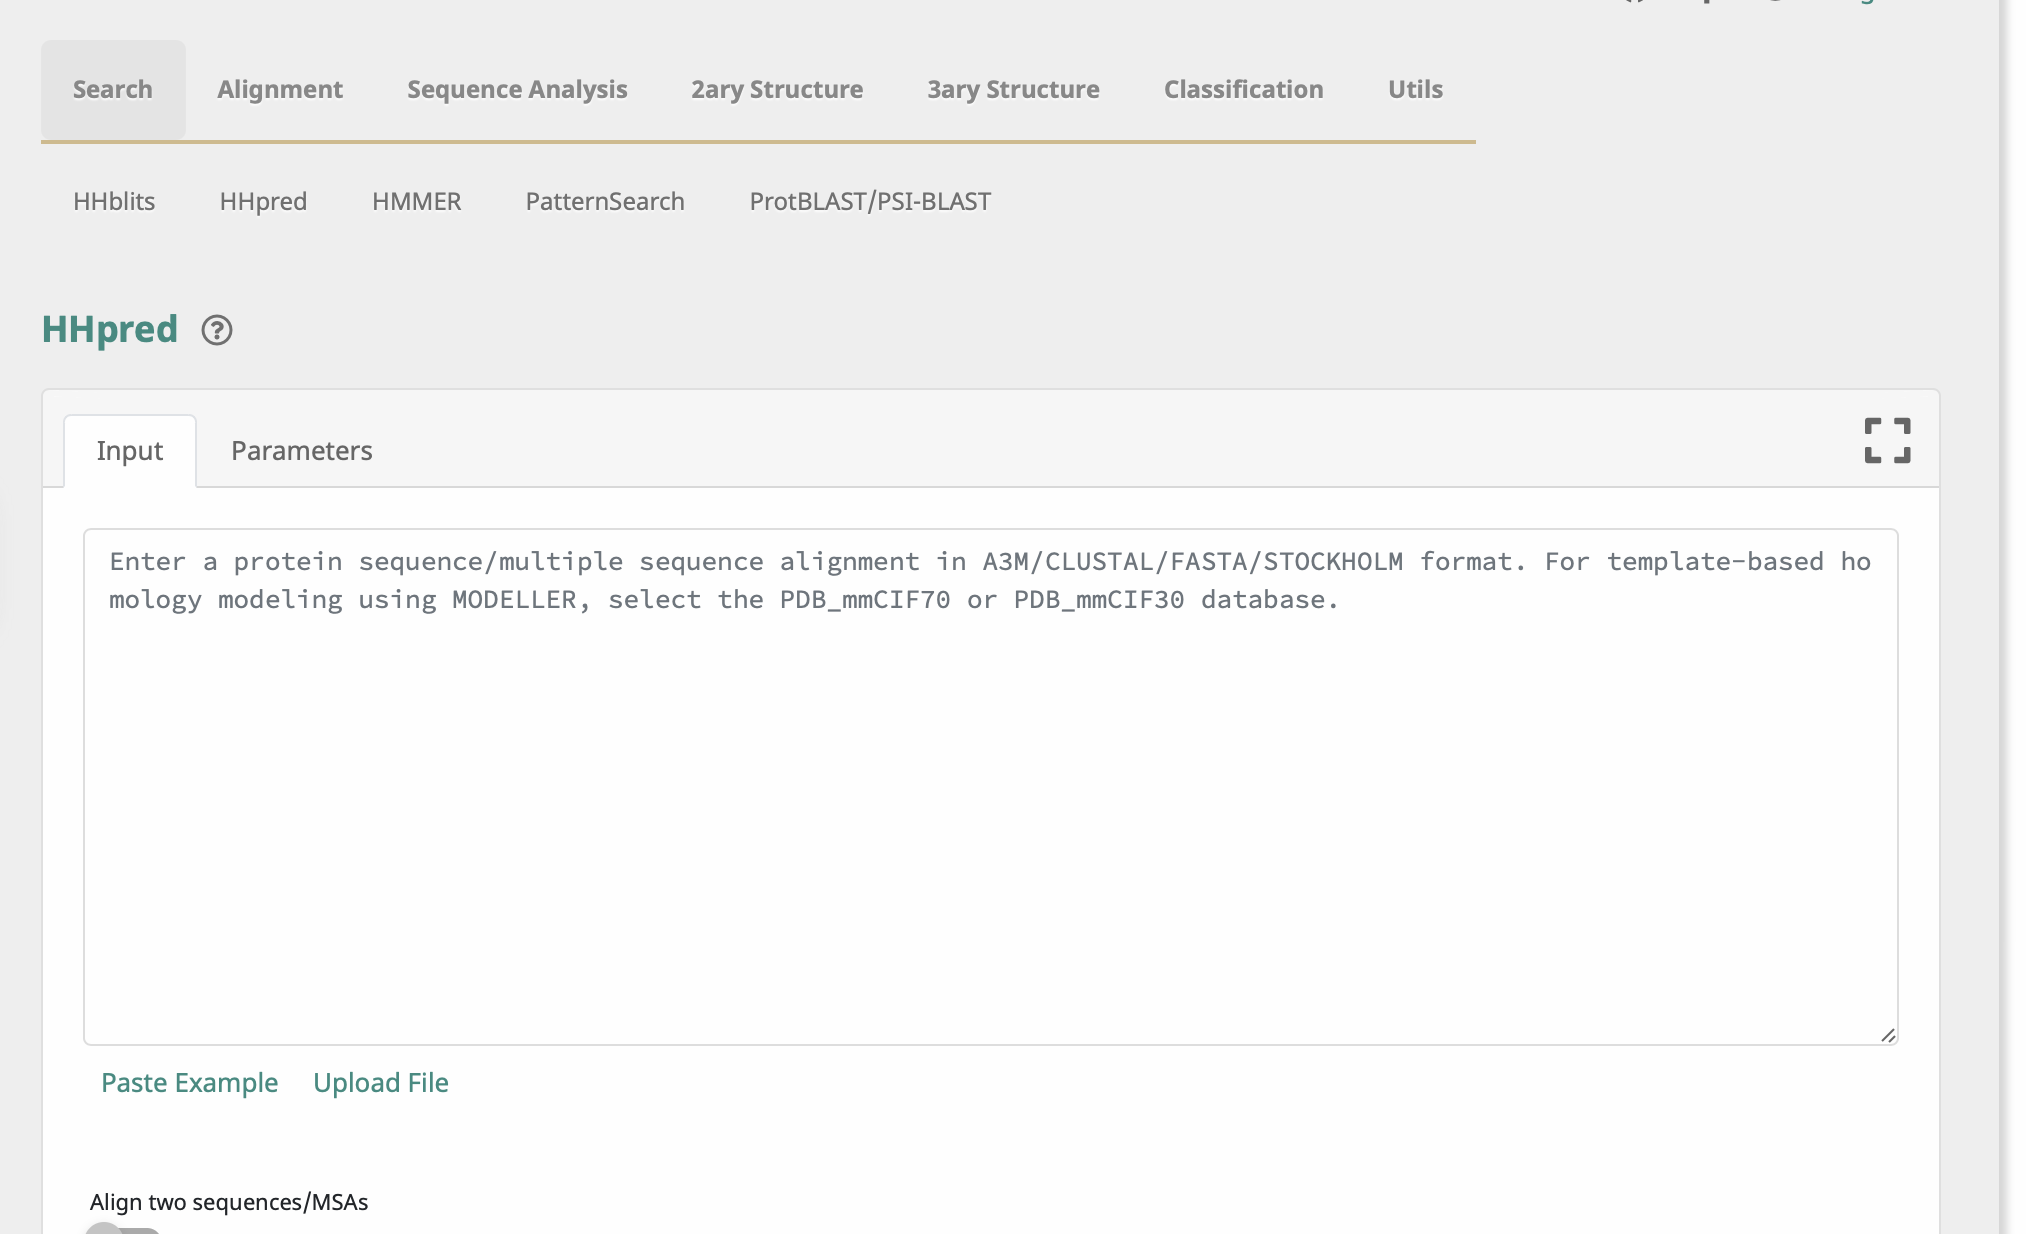 Search Alignment Sequence Analysis 2ary Structure 3ary Structure Classification Utils
HHblits HHpred HMMER PatternSearch ProtBLAST/PSI-BLAST
HHpred
Input Parameters
Enter a protein sequence/multiple sequence alignment in A3M/CLUSTAL/FASTA/STOCKHOLM format. For template-based ho
mology modeling using MODELLER, select the PDB_mmCIF70 or PDB_mmCIF30 database.
Paste Example Upload File
Align two sequences/MSAs